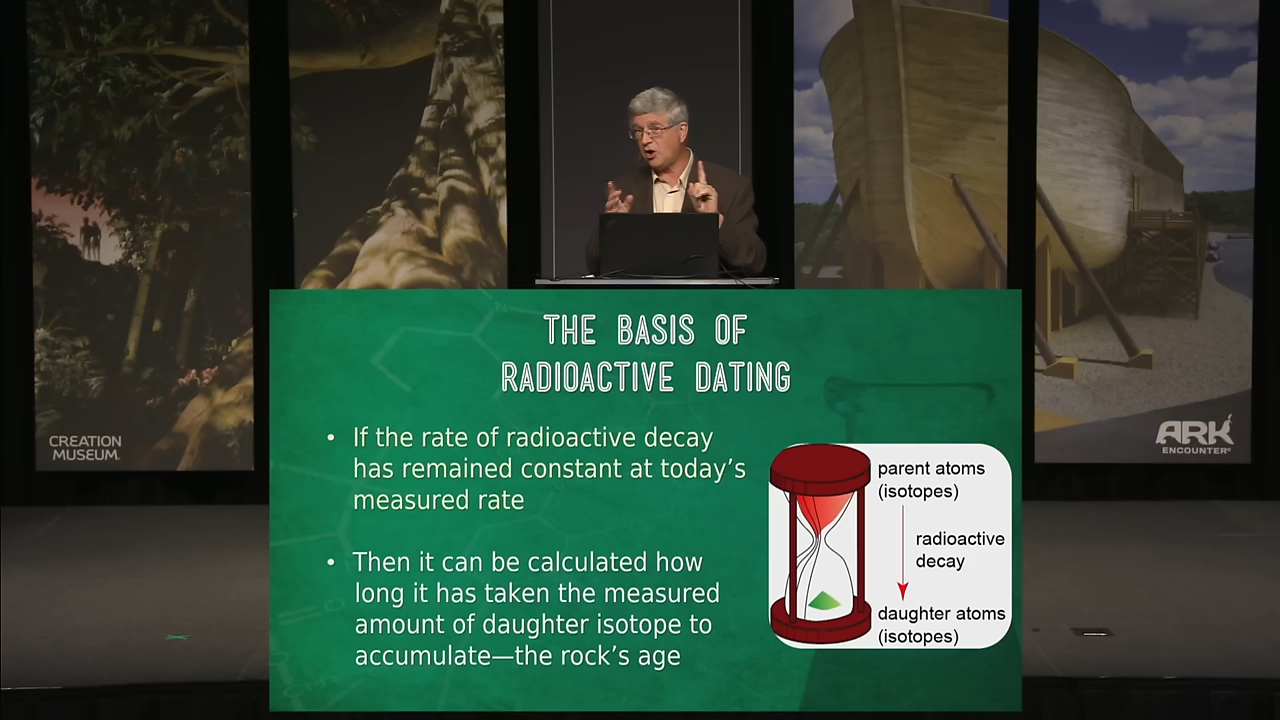 CREATION
MUSEUM
ARK
ENCOUNTER
THE BASIS OF
RADIOACTIVE DATING
• If the rate of radioactive decay
has remained constant at today's
measured rate
• Then it can be calculated how
long it has taken the measured
amount of daughter isotope to
accumulate—the rock's age
parent atoms
(isotopes)
radioactive
decay
daughter atoms
(isotopes)